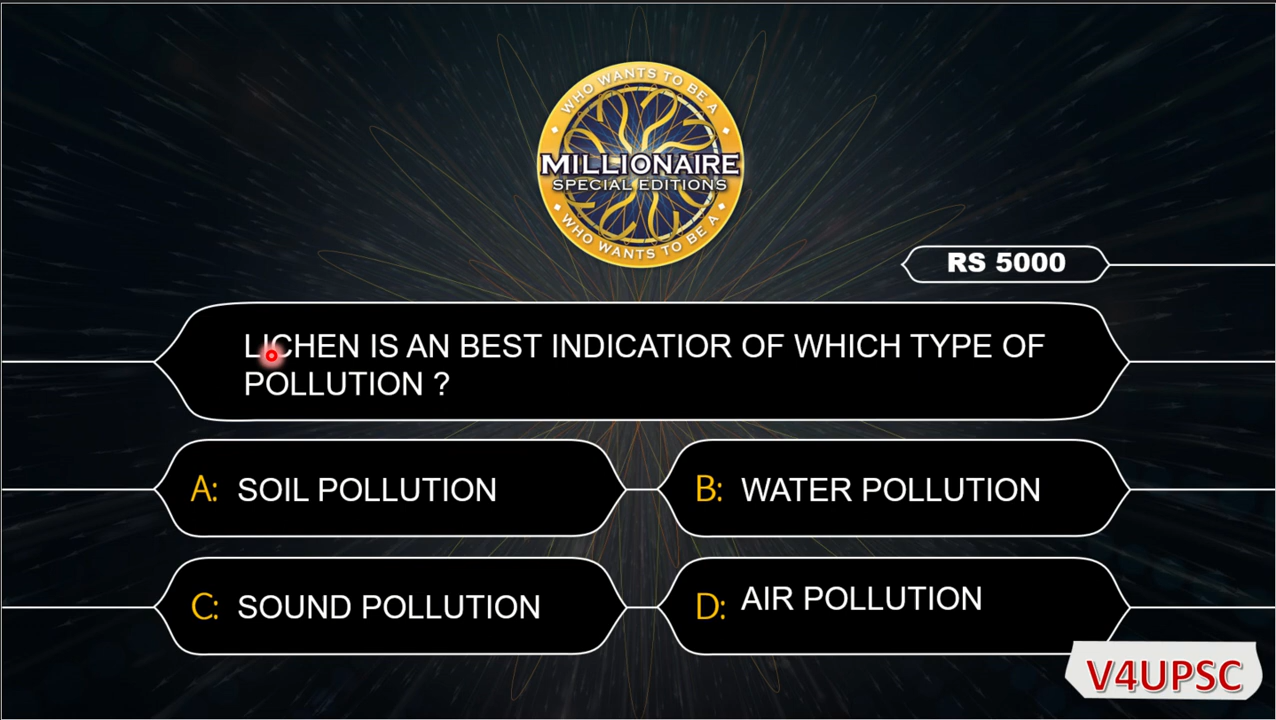 WHO WANTS TO BE A
MILLIONAIRE
SPECIAL EDITIONS
WHO WANTS TO BE A
RS 5000
LICHEN IS AN BEST INDICATIOR OF WHICH TYPE OF
POLLUTION ?
A: SOIL POLLUTION
B: WATER POLLUTION
C: SOUND POLLUTION
D: AIR POLLUTION
V4UPSC